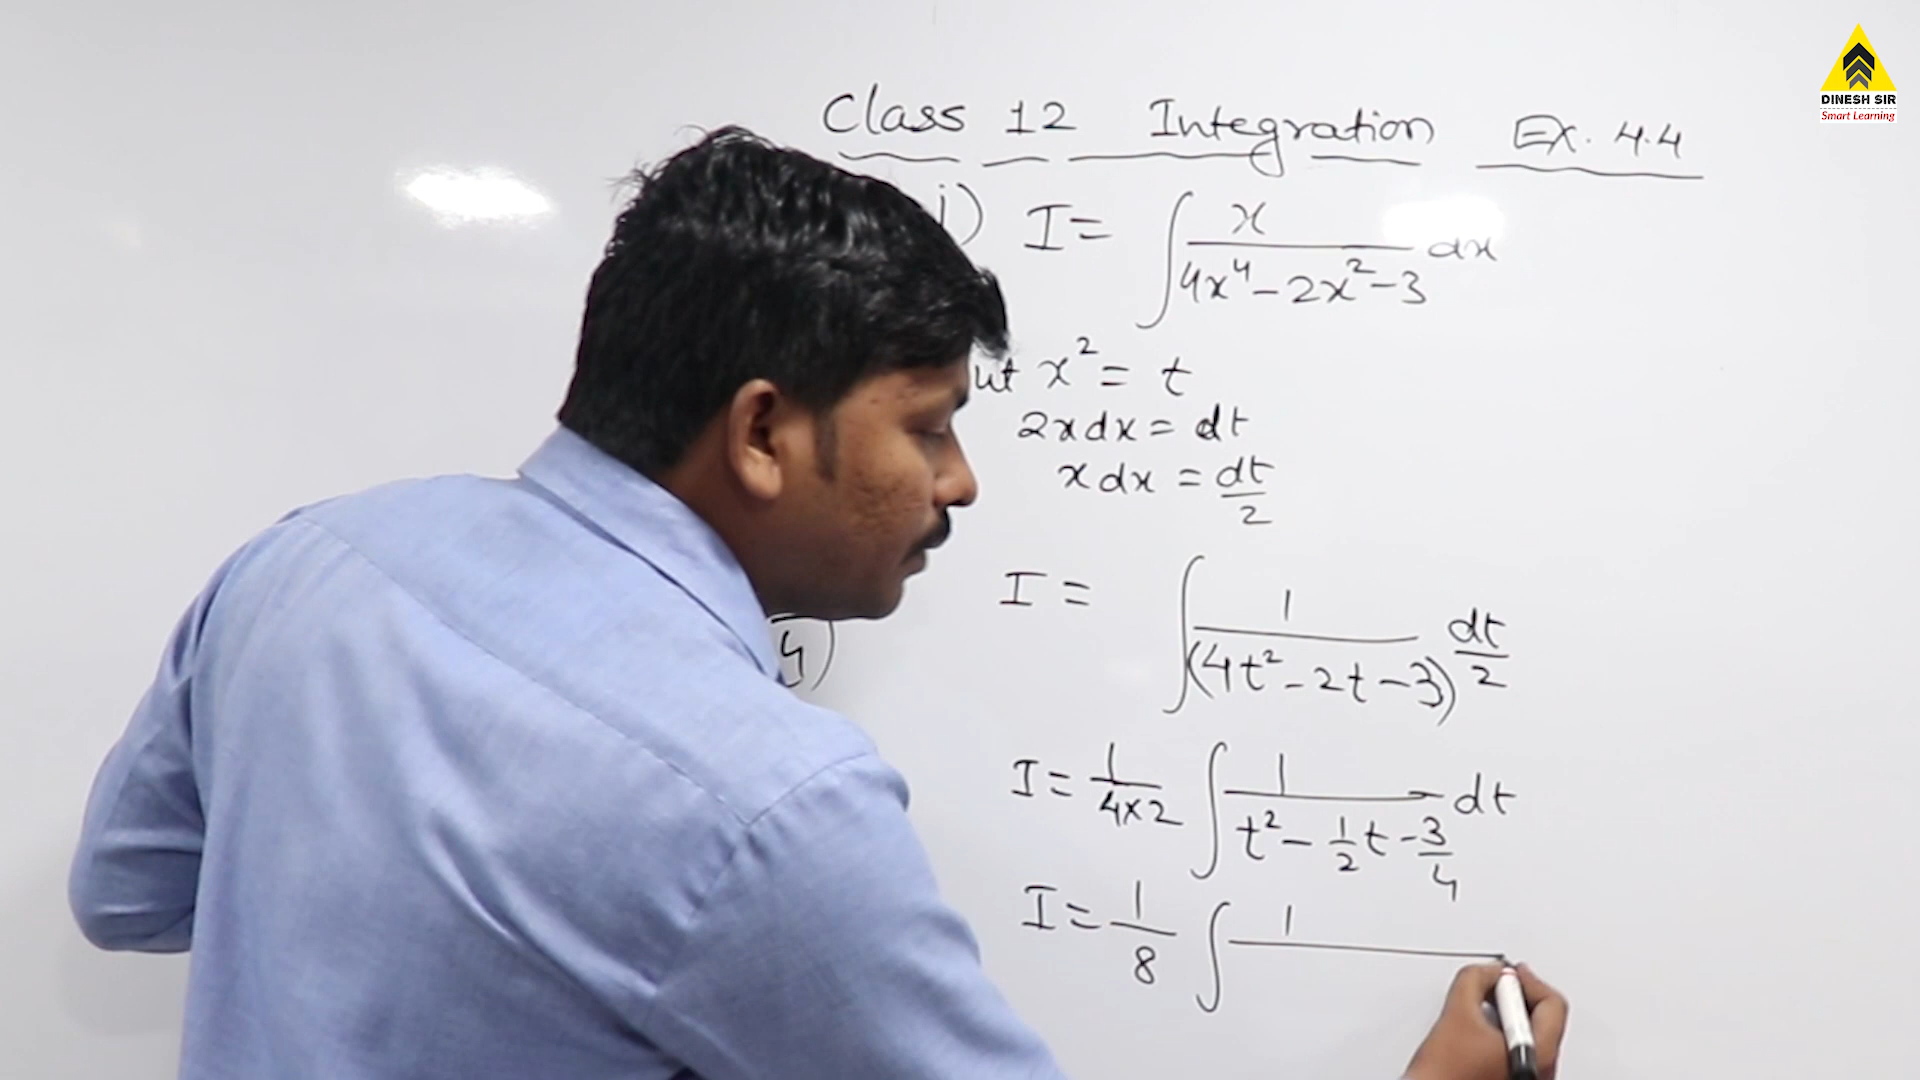 DINESH SIR
Smart Learning
Class 12 Integration Ex. 4.4
i) I = ∫ x / (4x⁴ - 2x² - 3) dx
ut x² = t
2x dx = dt
x dx = dt/2
I = ∫ 1 / (4t² - 2t - 3) dt/2
4)
I = 1/(4×2) ∫ 1 / (t² - 1/2 t - 3/4) dt
I = 1/8 ∫ 1